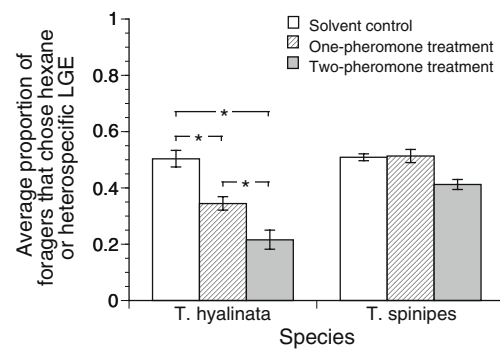 Solvent control
One-pheromone treatment
Two-pheromone treatment
Average proportion of
foragers that chose hexane
or heterospecific LGE
1
0.8
0.6
0.4
0.2
0
*
*
*
T. hyalinata
T. spinipes
Species